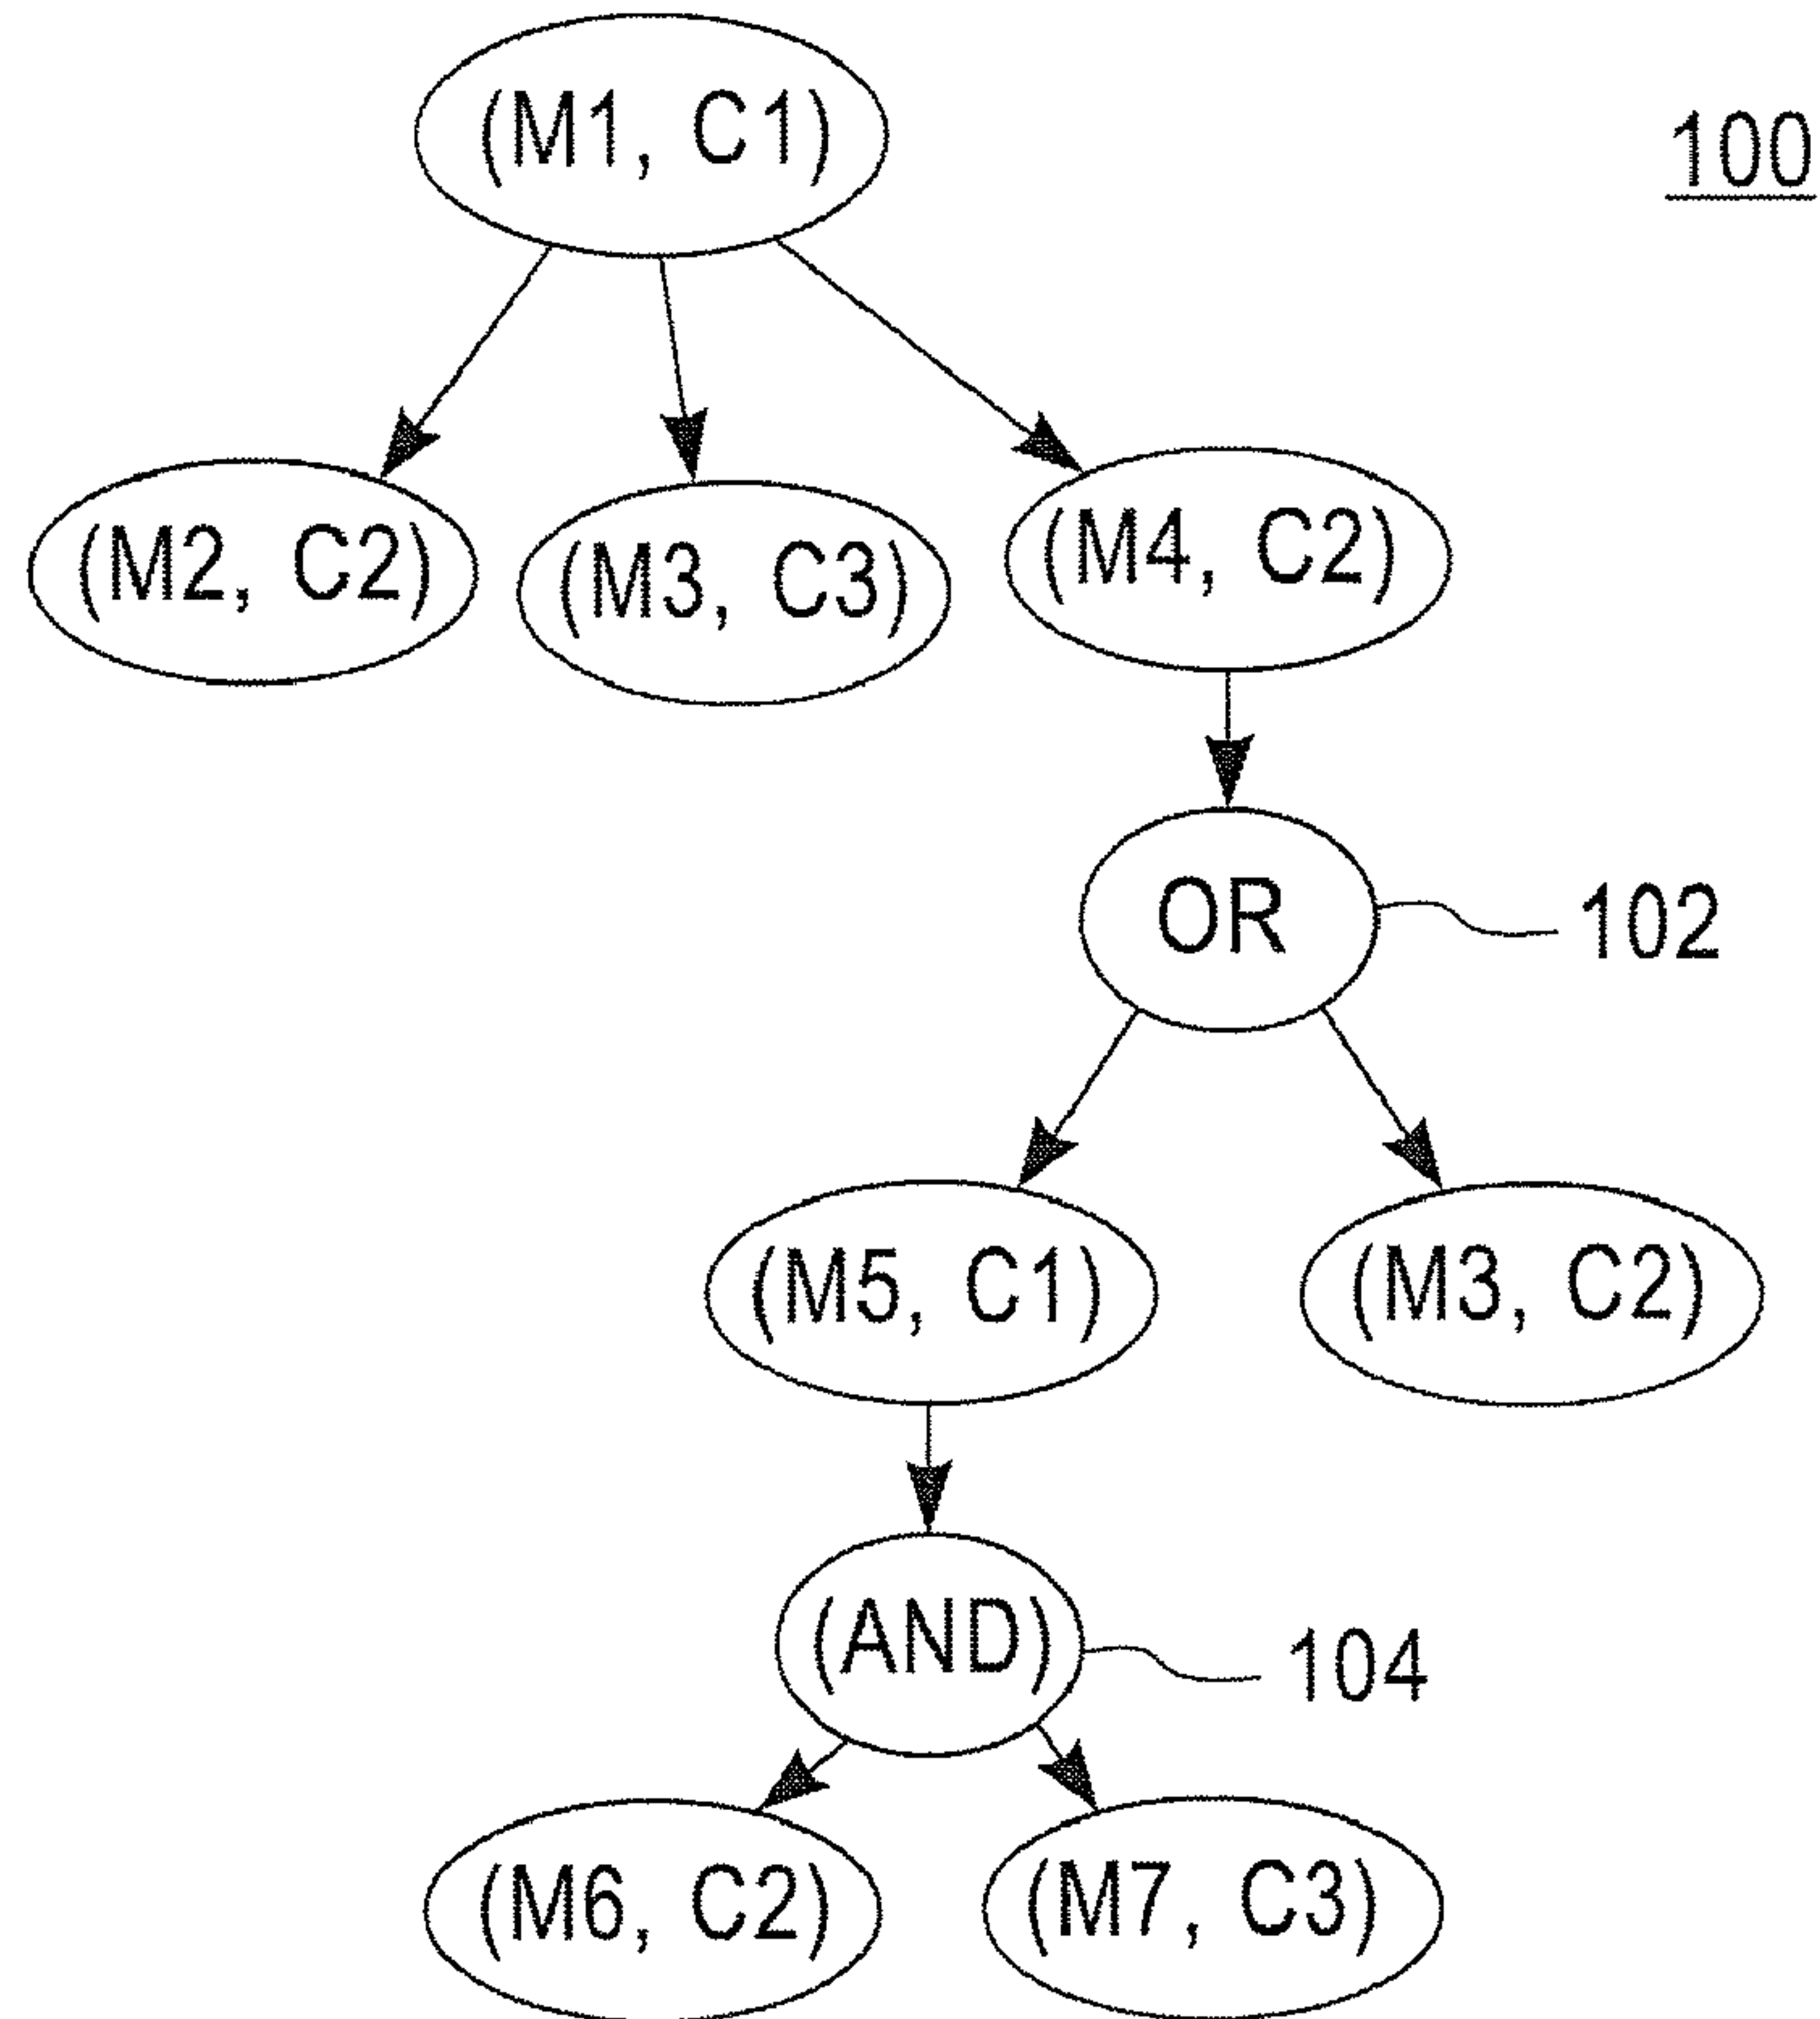 (M1, C1)
100
(M2, C2)
(M3, C3)
(M4, C2)
OR
102
(M5, C1)
(M3, C2)
(AND)
104
(M6, C2)
(M7, C3)